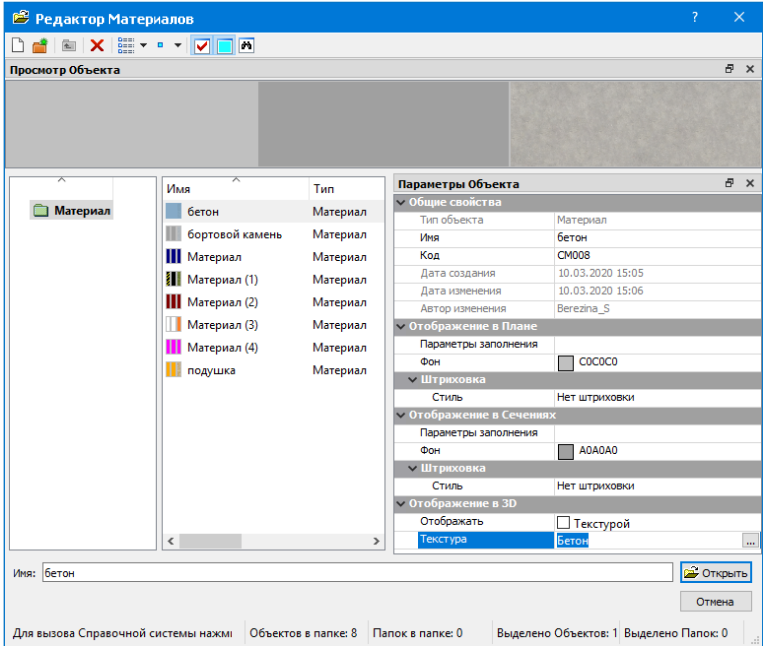 Редактор Материалов
?
Просмотр Объекта
Материал
Имя Тип
бетон Материал
бортовой камень Материал
Материал Материал
Материал (1) Материал
Материал (2) Материал
Материал (3) Материал
Материал (4) Материал
подушка Материал
Параметры Объекта
Общие свойства
Тип объекта Материал
Имя бетон
Код CM008
Дата создания 10.03.2020 15:05
Дата изменения 10.03.2020 15:06
Автор изменения Berezina_S
Отображение в Плане
Параметры заполнения
Фон C0C0C0
Штриховка
Стиль Нет штриховки
Отображение в Сечениях
Параметры заполнения
Фон A0A0A0
Штриховка
Стиль Нет штриховки
Отображение в 3D
Отображать Текстурой
Текстура Бетон ...
Имя: бетон Открыть
Отмена
Для вызова Справочной системы нажми Объектов в папке: 8 Папок в папке: 0 Выделено Объектов: 1 Выделено Папок: 0